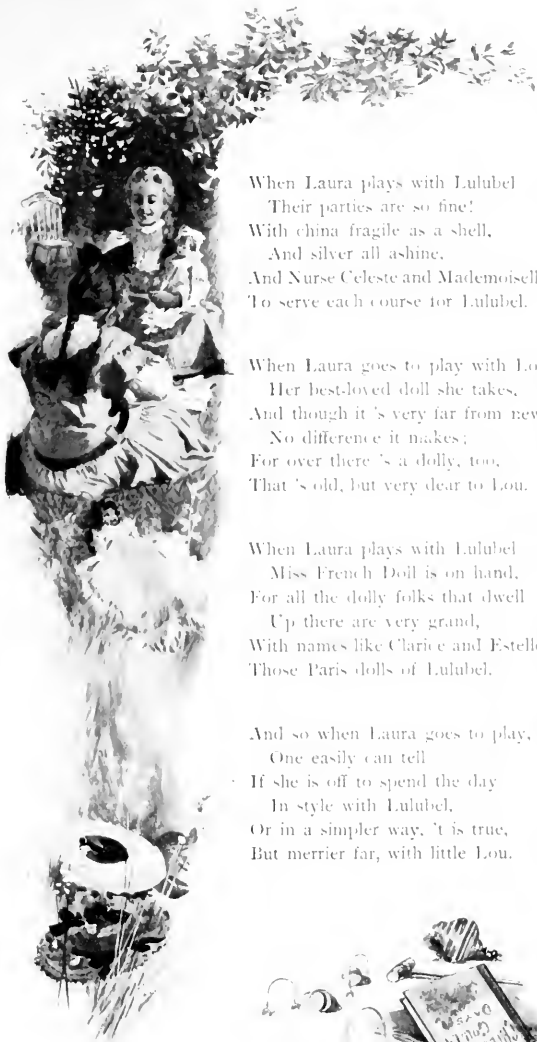 When Laura plays with Lulubel
Their parties are so fine!
With china fragile as a shell,
And silver all ashine,
And Nurse Celeste and Mademoisell
To serve each course for Lulubel.
When Laura goes to play with Lo
Her best-loved doll she takes,
And though it 's very far from new
No difference it makes;
For over there 's a dolly, too,
That 's old, but very dear to Lou.
When Laura plays with Lulubel
Miss French Doll is on hand,
For all the dolly folks that dwell
Up there are very grand,
With names like Clarice and Estelle
Those Paris dolls of Lulubel.
And so when Laura goes to play,
One easily can tell
If she is off to spend the day
In style with Lulubel,
Or in a simpler way, 't is true,
But merrier far, with little Lou.